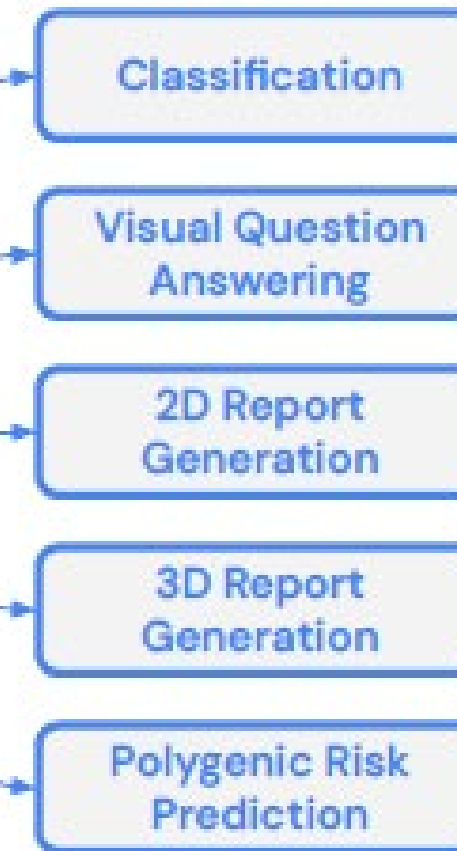 Classification
Visual Question
Answering
2D Report
Generation
3D Report
Generation
Polygenic Risk
Prediction